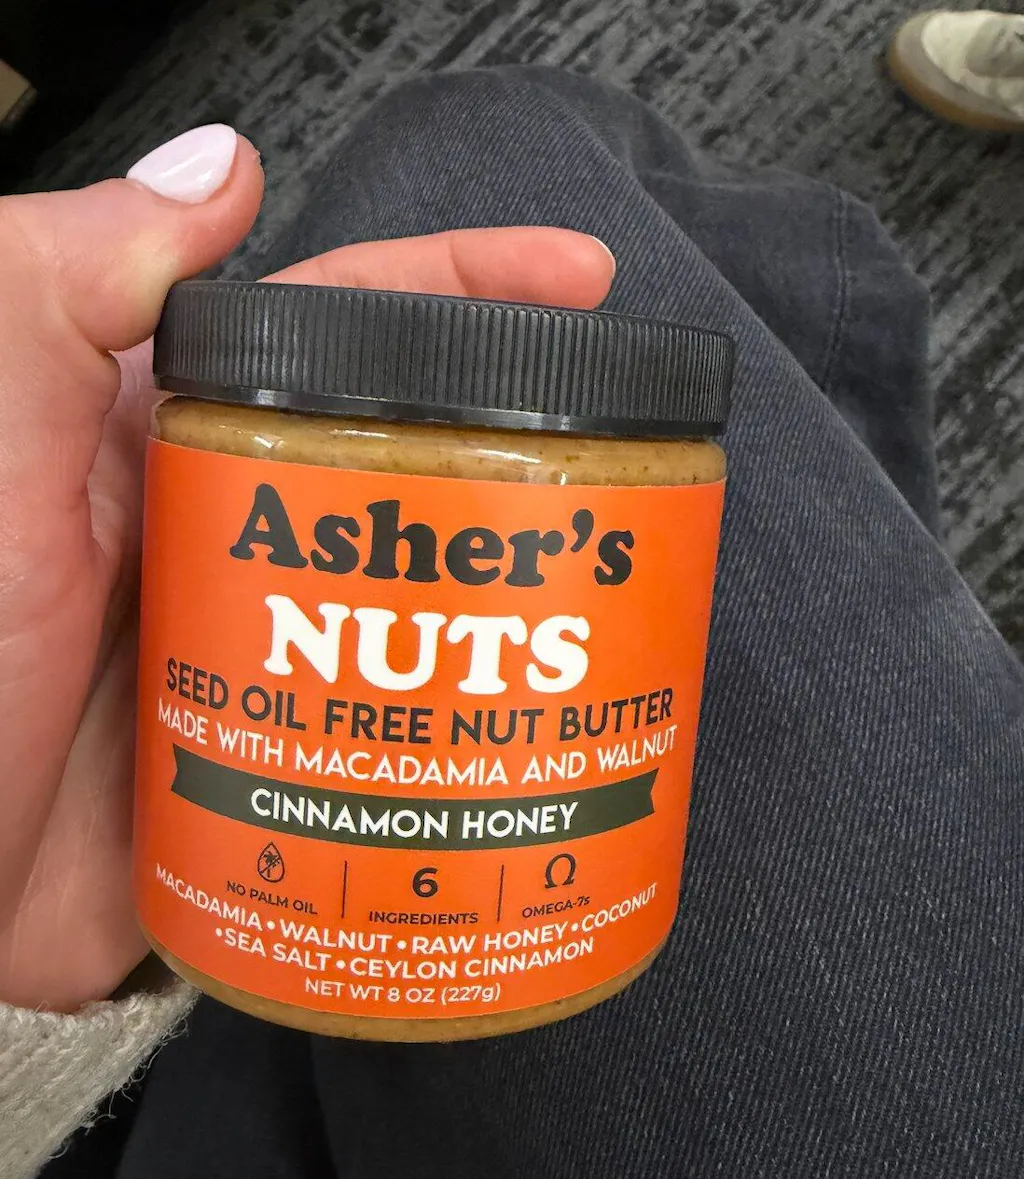 Asher's
NUTS
SEED OIL FREE NUT BUTTER
MADE WITH MACADAMIA AND WALNUT
CINNAMON HONEY
NO PALM OIL
6
INGREDIENTS
Ω
OMEGA-7s
MACADAMIA • WALNUT • RAW HONEY • COCONUT
• SEA SALT • CEYLON CINNAMON
NET WT 8 OZ (227g)